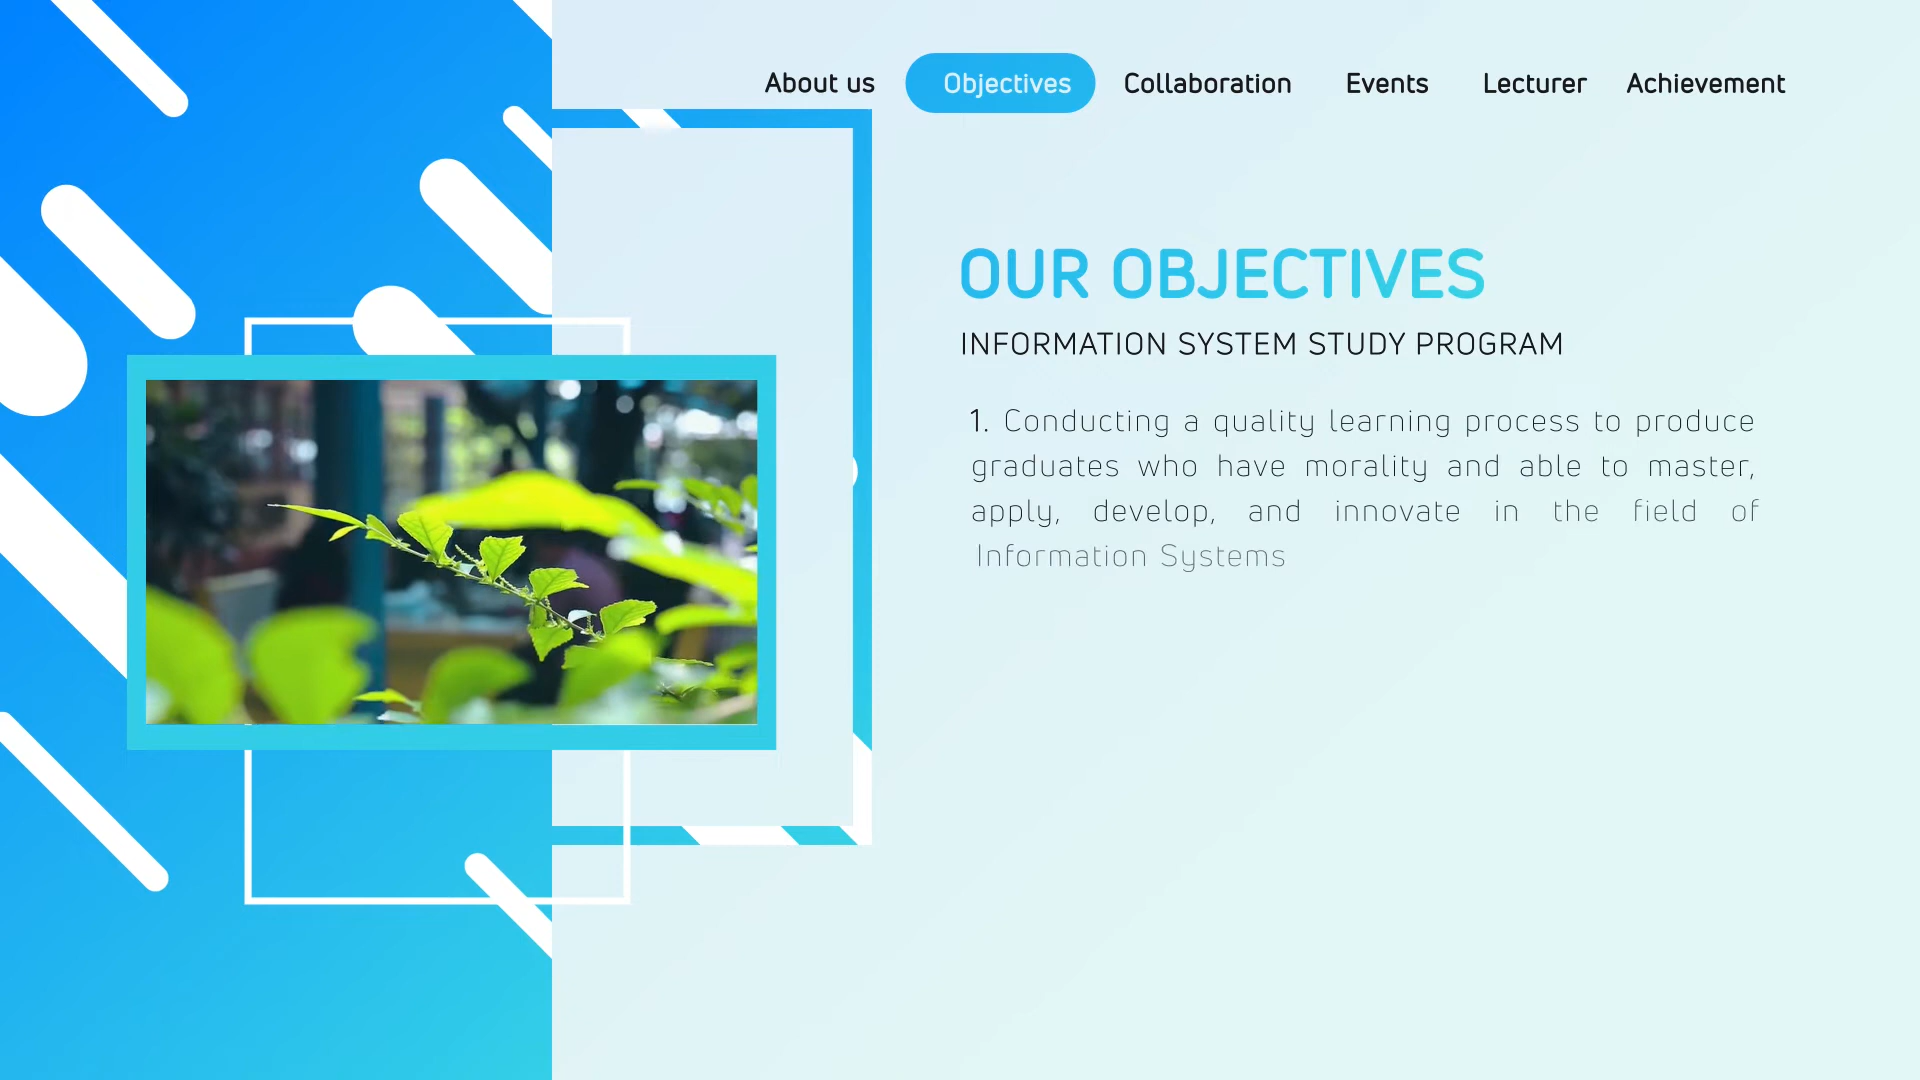 About us Objectives Collaboration Events Lecturer Achievement
OUR OBJECTIVES
INFORMATION SYSTEM STUDY PROGRAM
1. Conducting a quality learning process to produce
graduates who have morality and able to master,
apply, develop, and innovate in the field of
Information Systems